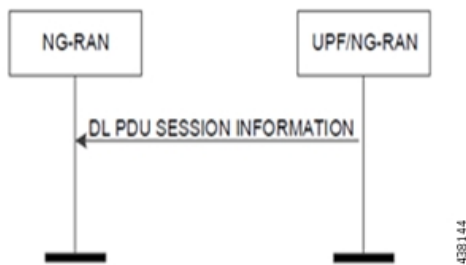 NG-RAN
UPF/NG-RAN
DL PDU SESSION INFORMATION
438144